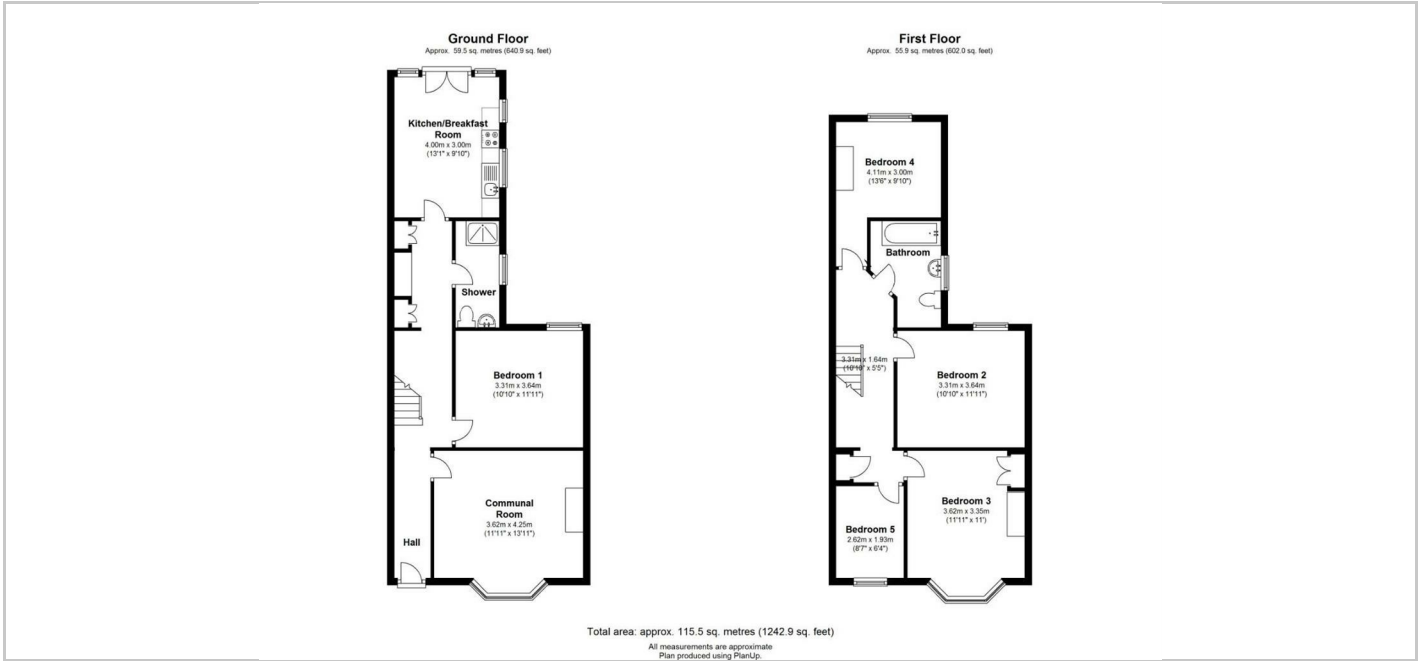 Ground Floor
Approx. 59.5 sq. metres (640.9 sq. feet)
Kitchen/Breakfast
Room
4.00m x 3.00m
(13'1" x 9'10")
Shower
Bedroom 1
3.31m x 3.64m
(10'10" x 11'11")
Communal
Room
3.62m x 4.25m
(11'11" x 13'11")
Hall
First Floor
Approx. 55.9 sq. metres (602.0 sq. feet)
Bedroom 4
4.11m x 3.00m
(13'6" x 9'10")
Bathroom
3.31m x 1.64m
(10'10" x 5'5")
Bedroom 2
3.31m x 3.64m
(10'10" x 11'11")
Bedroom 3
3.62m x 3.35m
(11'11" x 11')
Bedroom 5
2.62m x 1.93m
(8'7" x 6'4")
Total area: approx. 115.5 sq. metres (1242.9 sq. feet)
All measurements are approximate
Plan produced using PlanUp.